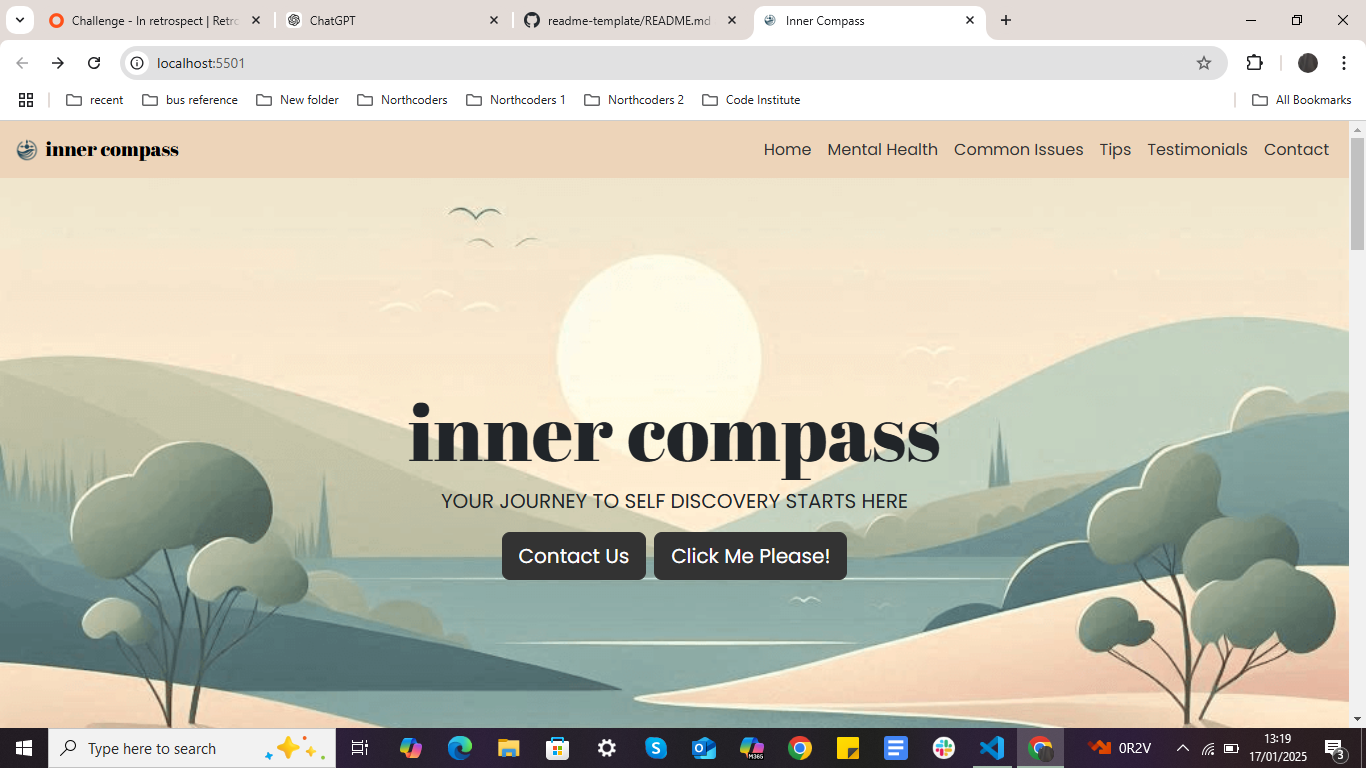 Challenge - In retrospect | Retro
ChatGPT
readme-template/README.md
Inner Compass
localhost:5501
recent
bus reference
New folder
Northcoders
Northcoders 1
Northcoders 2
Code Institute
All Bookmarks
inner compass
Home
Mental Health
Common Issues
Tips
Testimonials
Contact
inner compass
YOUR JOURNEY TO SELF DISCOVERY STARTS HERE
Contact Us
Click Me Please!
Type here to search
M365
0R2V
13:19
17/01/2025
3